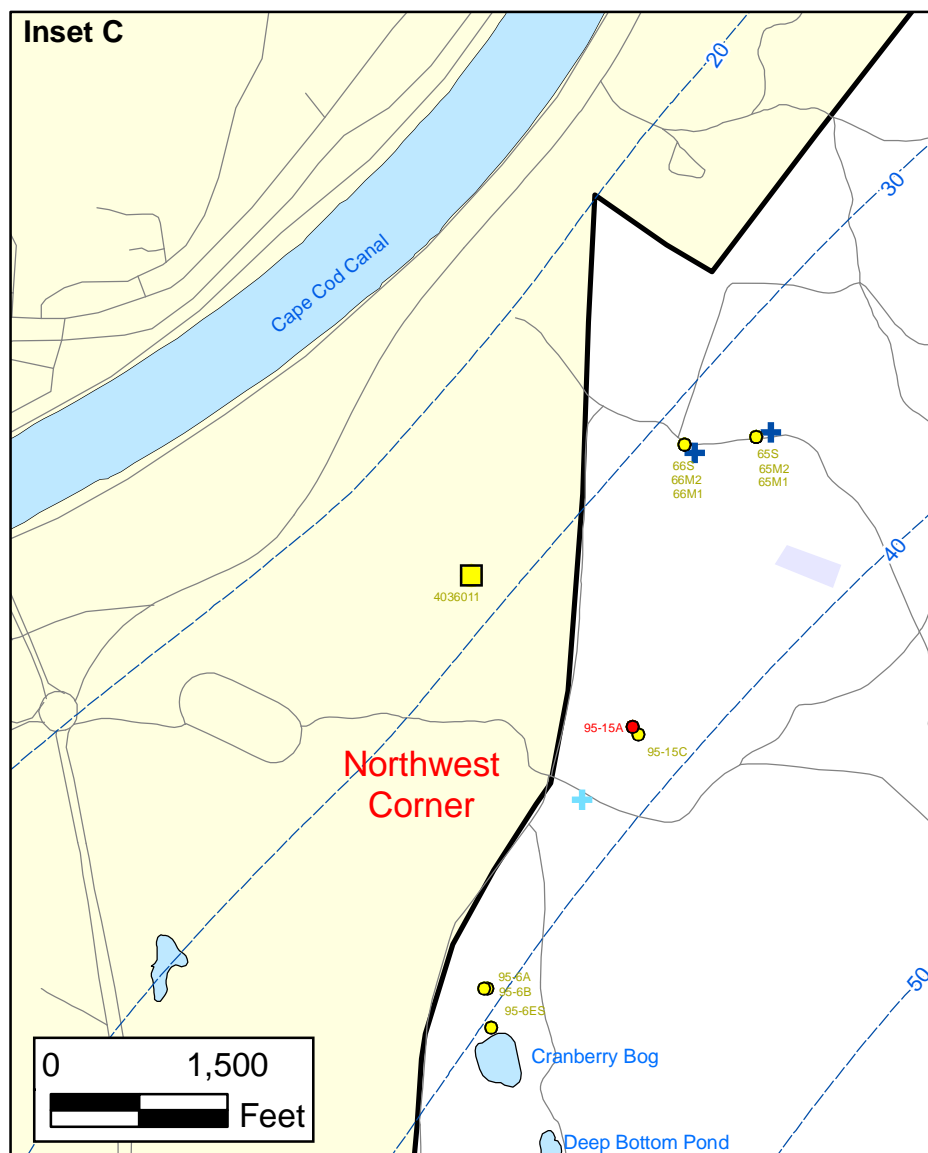 Inset C
20
30
Cape Cod Canal
66S
66M2
66M1
65S
65M2
65M1
40
4036011
95-15A
95-15C
Northwest
Corner
95-6A
95-6B
95-6ES
50
Cranberry Bog
Deep Bottom Pond
0 1,500
Feet